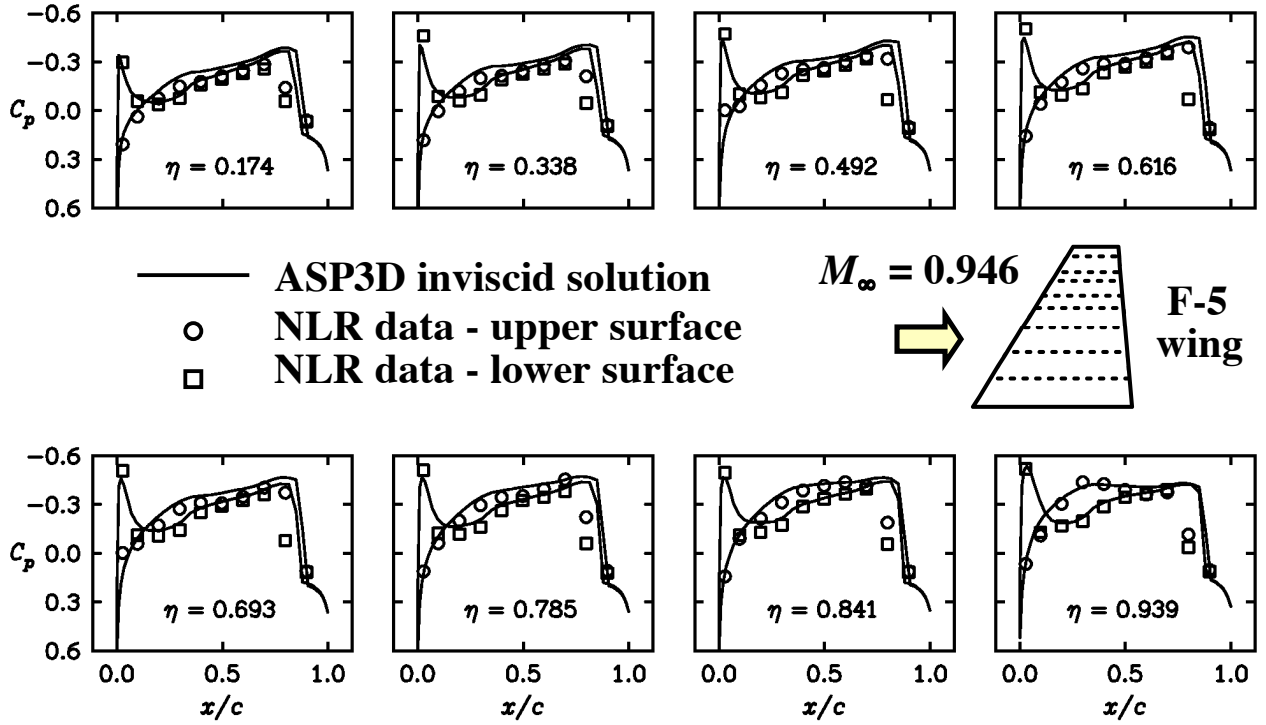 −0.6
−0.3
C_p 0.0
0.3
0.6
η = 0.174
η = 0.338
η = 0.492
η = 0.616
ASP3D inviscid solution
NLR data - upper surface
NLR data - lower surface
M∞ = 0.946
F-5
wing
−0.6
−0.3
C_p 0.0
0.3
0.6
η = 0.693
η = 0.785
η = 0.841
η = 0.939
0.0 0.5 1.0 0.0 0.5 1.0 0.0 0.5 1.0 0.0 0.5 1.0
x/c x/c x/c x/c